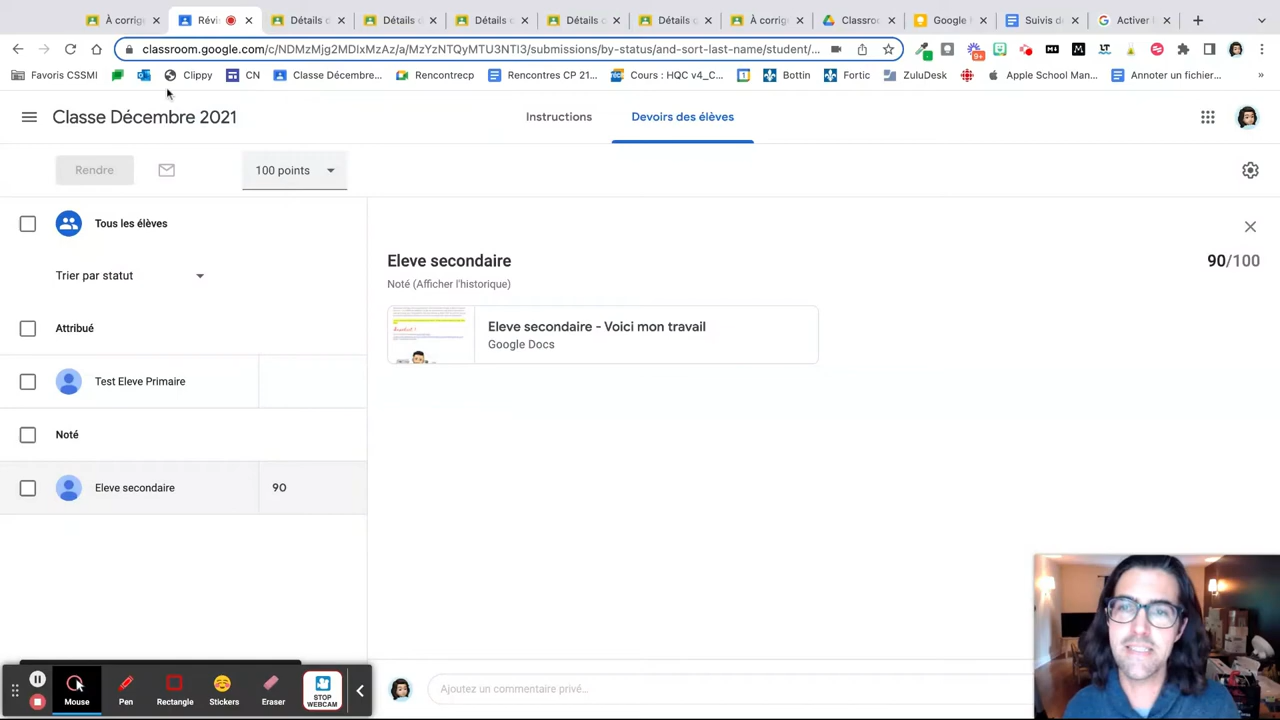 À corrig
Révi
Détails d
Détails d
Détails d
Détails d
Détails d
À corrig
Classro
Google
Suivis de
Activer
classroom.google.com/c/NDMzMjg2MDIxMzAz/a/MzYzNTQyMTU3NTI3/submissions/by-status/and-sort-last-name/student/...
Favoris CSSMI
Clippy
CN
Classe Décembre...
Rencontrecp
Rencontres CP 21...
Cours : HQC v4_C...
Bottin
Fortic
ZuluDesk
Apple School Man...
Annoter un fichier...
»
Classe Décembre 2021
Instructions
Devoirs des élèves
Rendre
100 points
Tous les élèves
Trier par statut
Attribué
Test Eleve Primaire
Noté
Eleve secondaire
90
Eleve secondaire
90/100
Noté (Afficher l'historique)
Eleve secondaire - Voici mon travail
Google Docs
Ajoutez un commentaire privé...
Mouse
Pen
Rectangle
Stickers
Eraser
STOP
WEBCAM